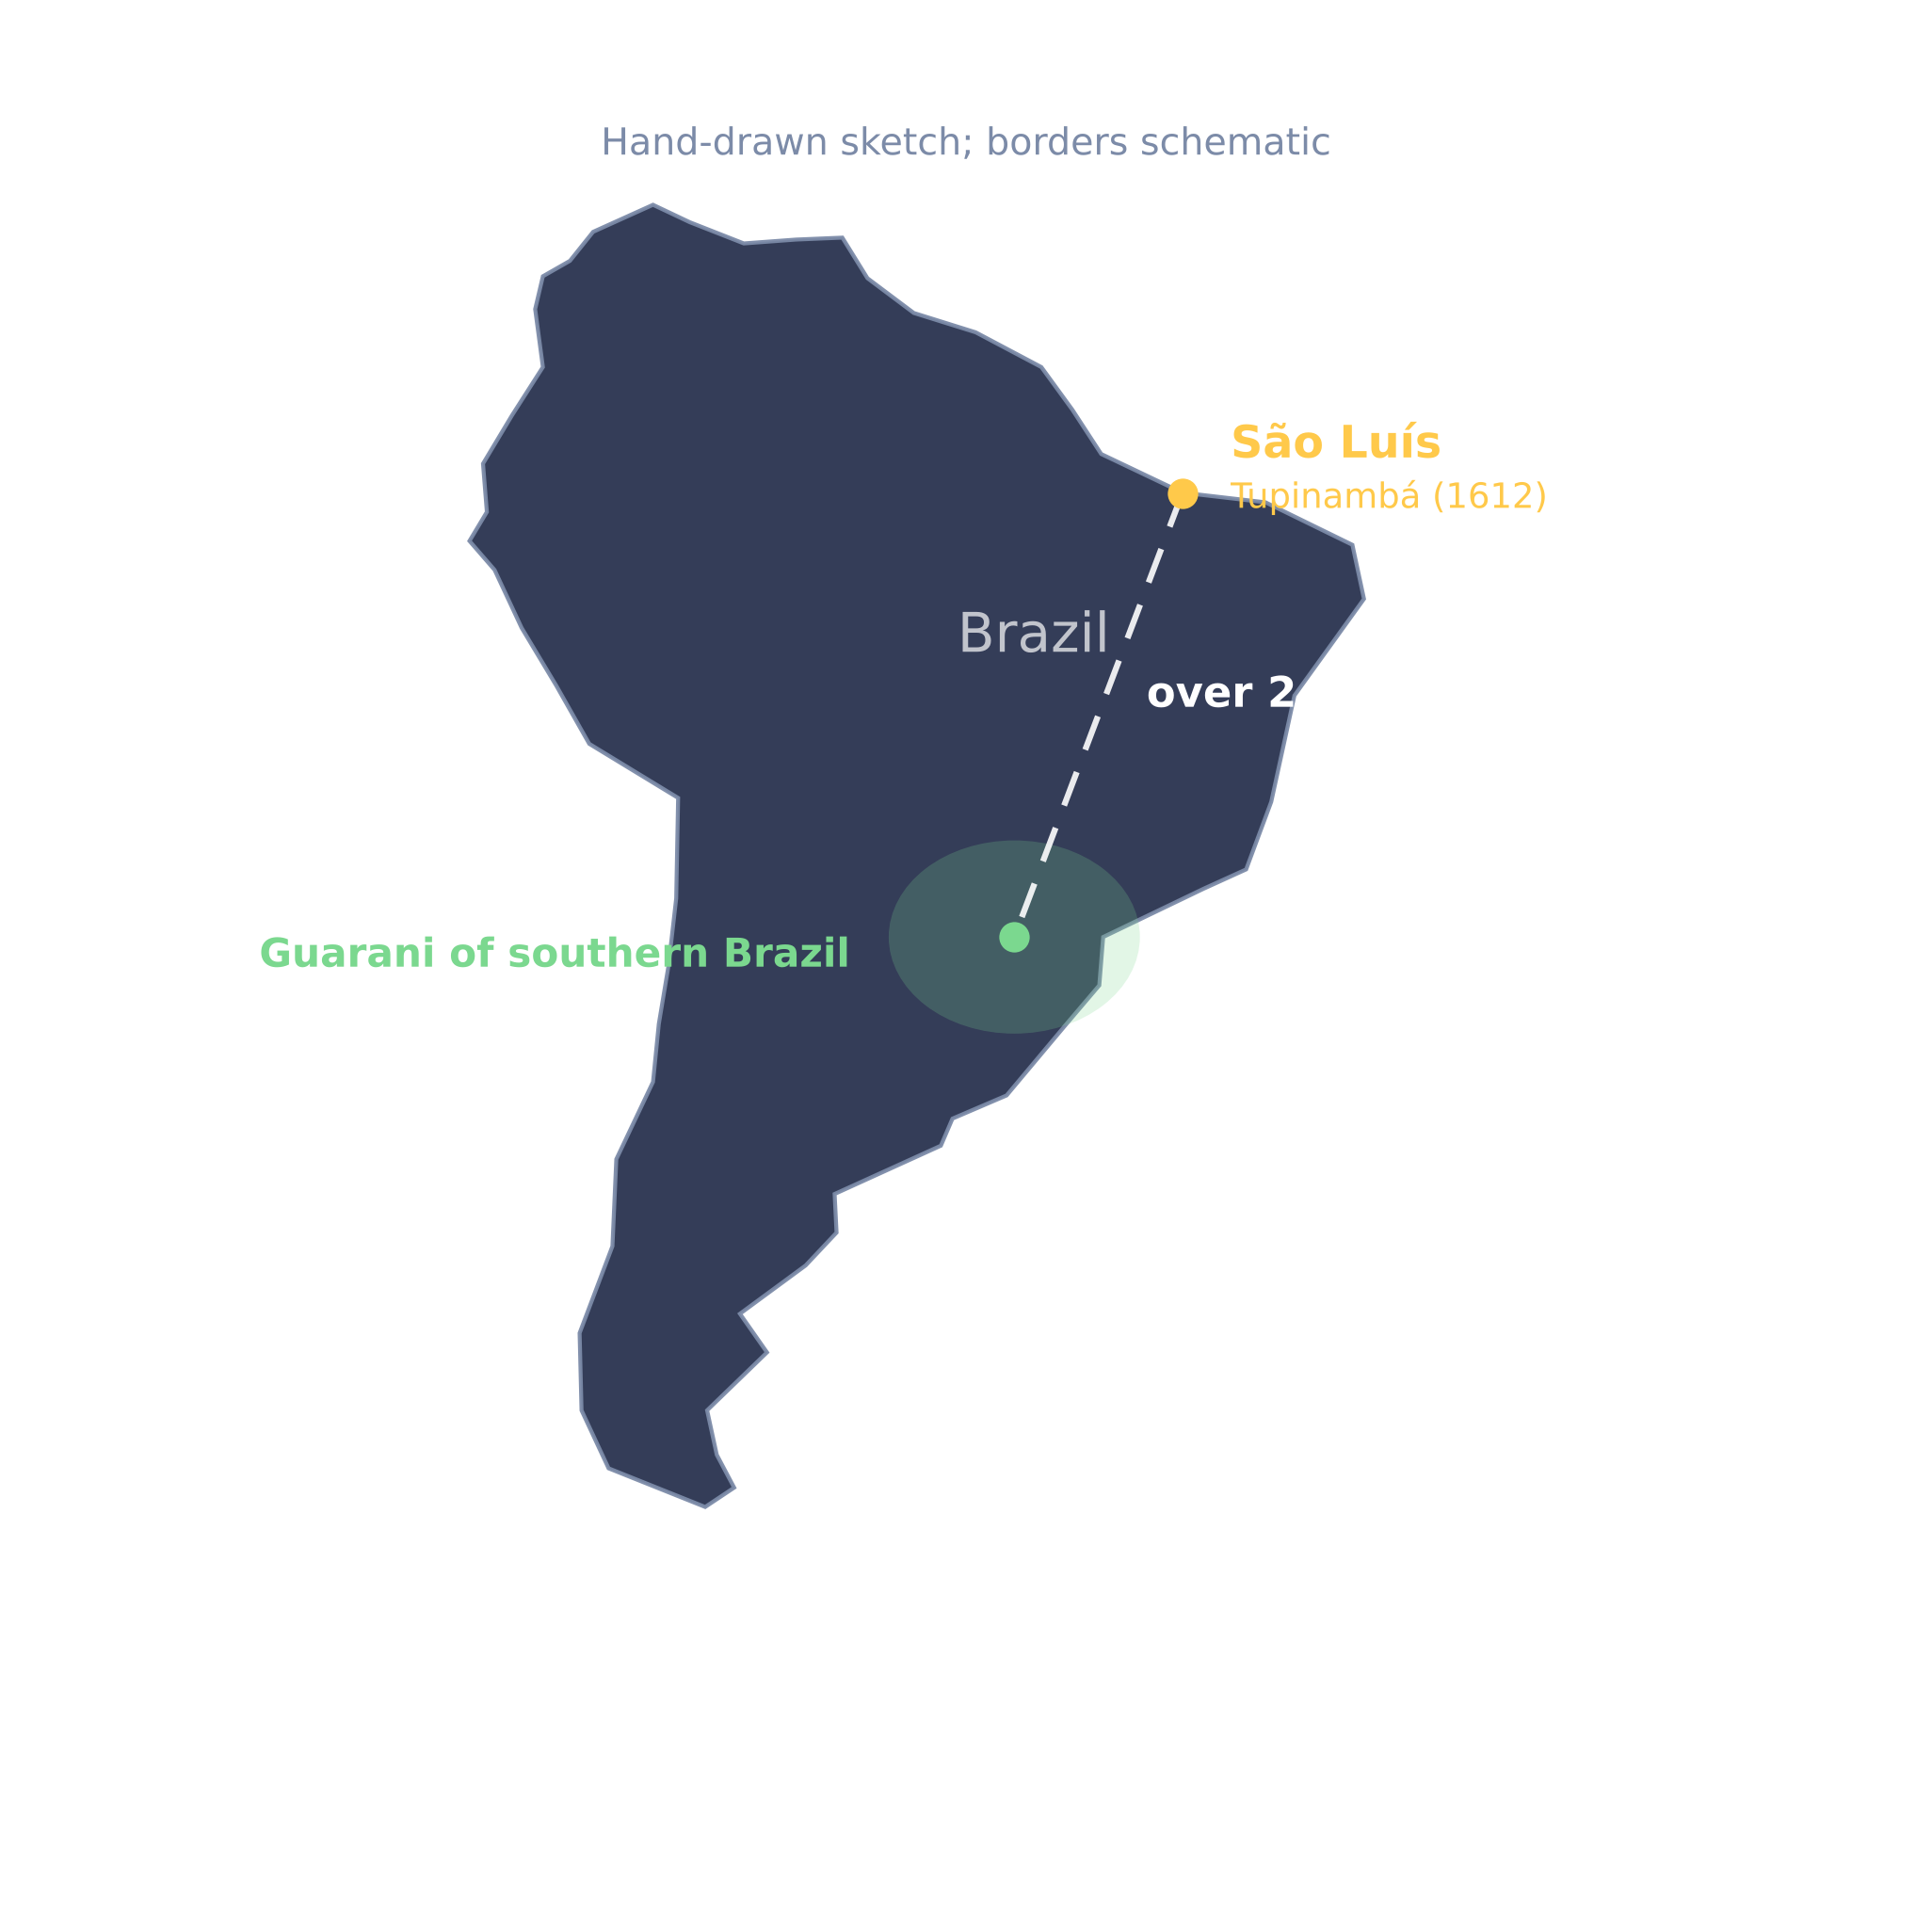 Hand-drawn sketch; borders schematic
São Luís
Tupinambá (1612)
Brazil
over 2
Guarani of southern Brazil